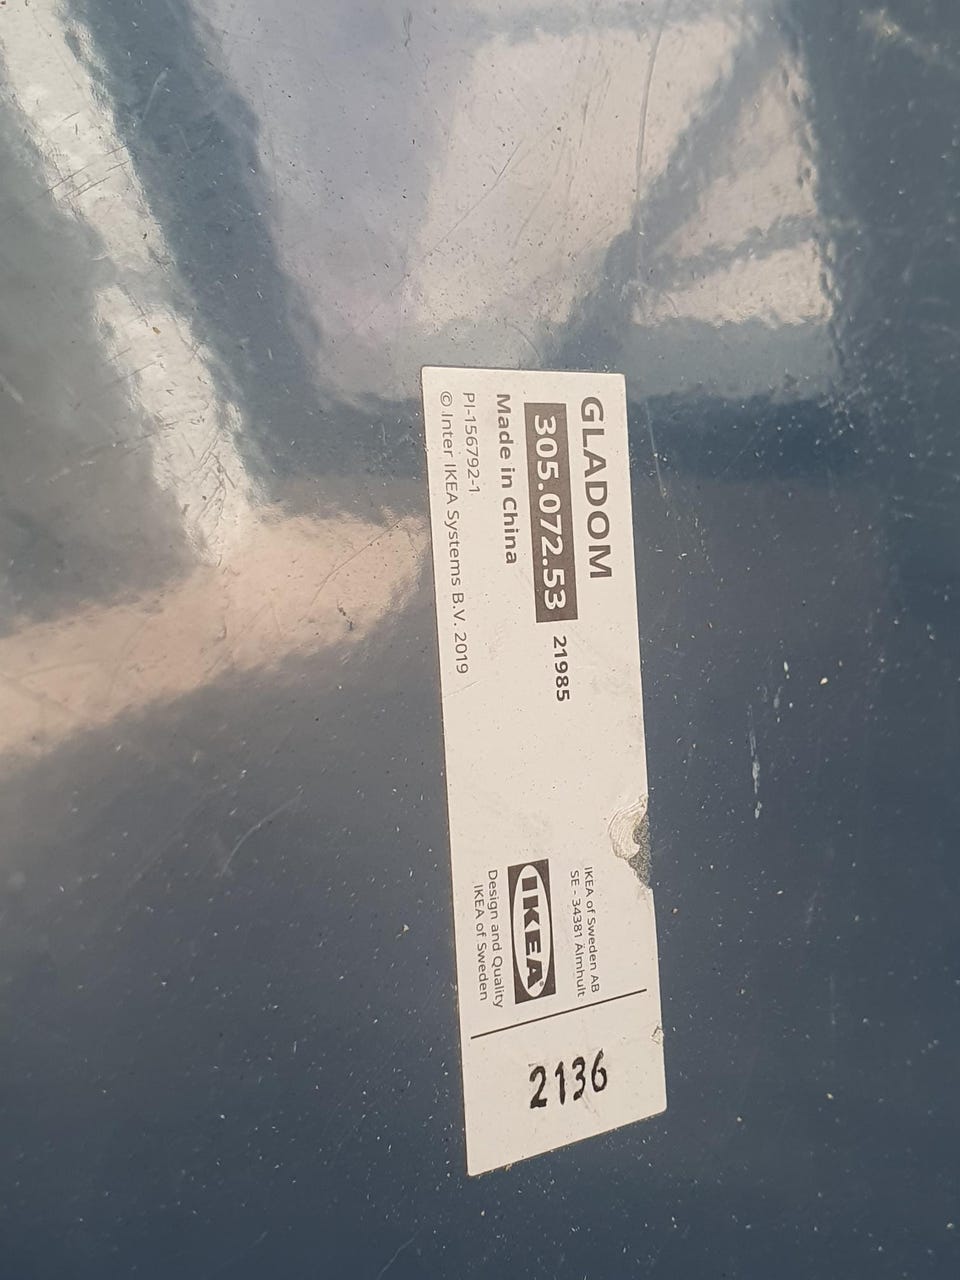 GLADOM
305.072.53 21985
Made in China
PI-156792-1
© Inter IKEA Systems B.V. 2019
IKEA of Sweden AB
SE - 34381 Älmhult
IKEA®
Design and Quality
IKEA of Sweden
2136